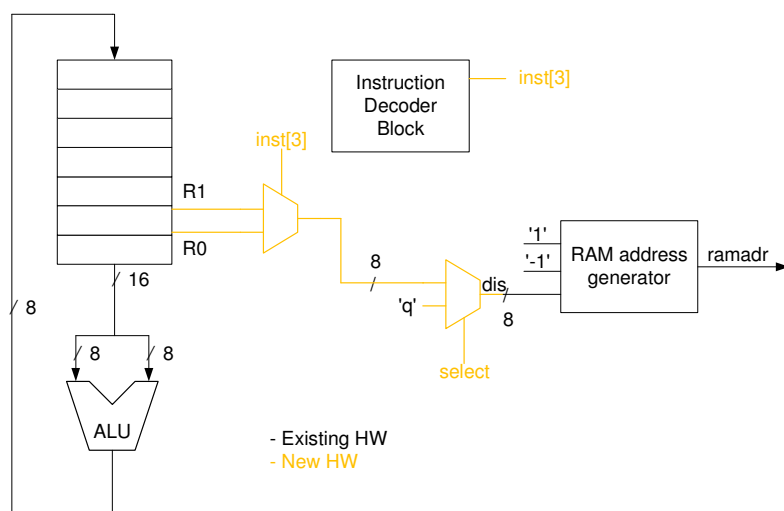 Instruction
Decoder
Block
inst[3]
inst[3]
R1
R0
16
8
8
8
ALU
8
'q'
dis
8
select
'1'
'-1'
RAM address
generator
ramadr
- Existing HW
- New HW